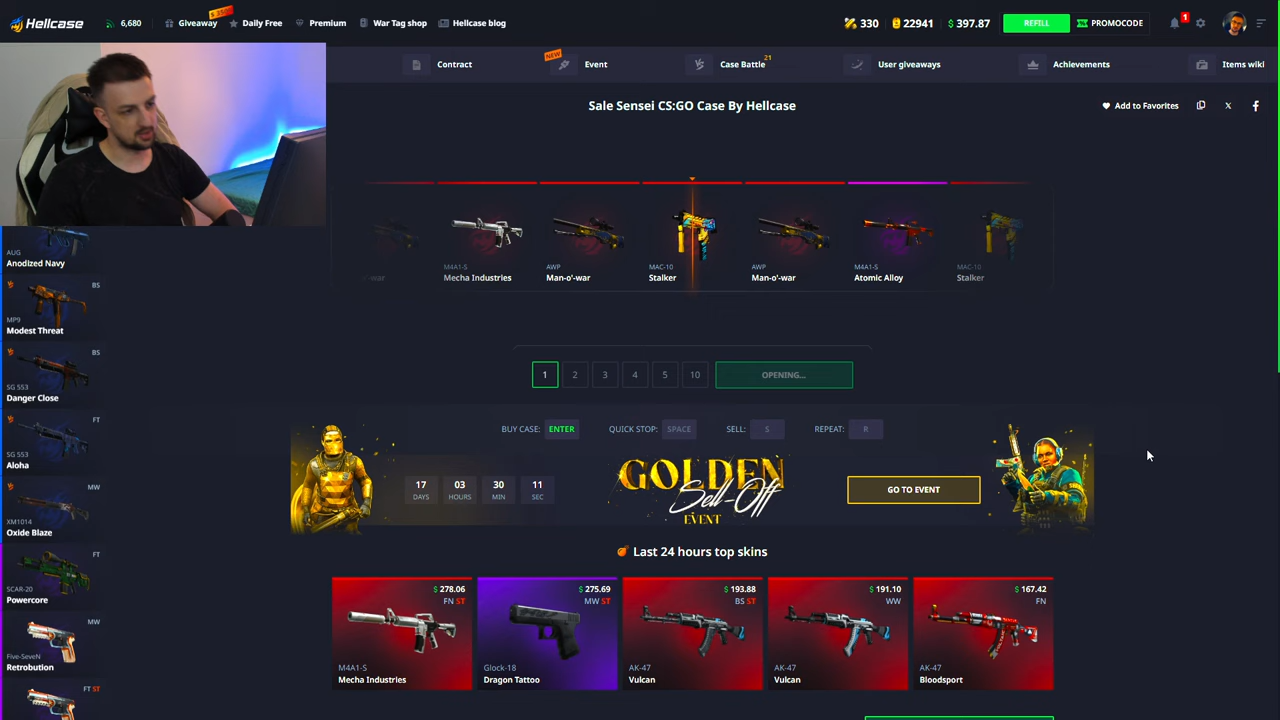 Hellcase
6,680
Giveaway
Daily Free
Premium
War Tag shop
Hellcase blog
330
22941
$ 397.87
REFILL
PROMOCODE
1
Contract
NEW
Event
Case Battle
21
User giveaways
Achievements
Items wiki
Sale Sensei CS:GO Case By Hellcase
Add to Favorites
-war
M4A1-S
Mecha Industries
AWP
Man-o'-war
MAC-10
Stalker
AWP
Man-o'-war
M4A1-S
Atomic Alloy
MAC-10
Stalker
1
2
3
4
5
10
OPENING...
BUY CASE:
ENTER
QUICK STOP:
SPACE
SELL:
S
REPEAT:
R
17
DAYS
03
HOURS
30
MIN
11
SEC
GOLDEN
Sell-Off
EVENT
GO TO EVENT
Last 24 hours top skins
$ 278.06
FN ST
M4A1-S
Mecha Industries
$ 275.69
MW ST
Glock-18
Dragon Tattoo
$ 193.88
BS ST
AK-47
Vulcan
$ 191.10
WW
AK-47
Vulcan
$ 167.42
FN
AK-47
Bloodsport
AUG
Anodized Navy
BS
MP9
Modest Threat
BS
SG 553
Danger Close
FT
SG 553
Aloha
MW
XM1014
Oxide Blaze
FT
SCAR-20
Powercore
MW
Five-SeveN
Retrobution
FT ST